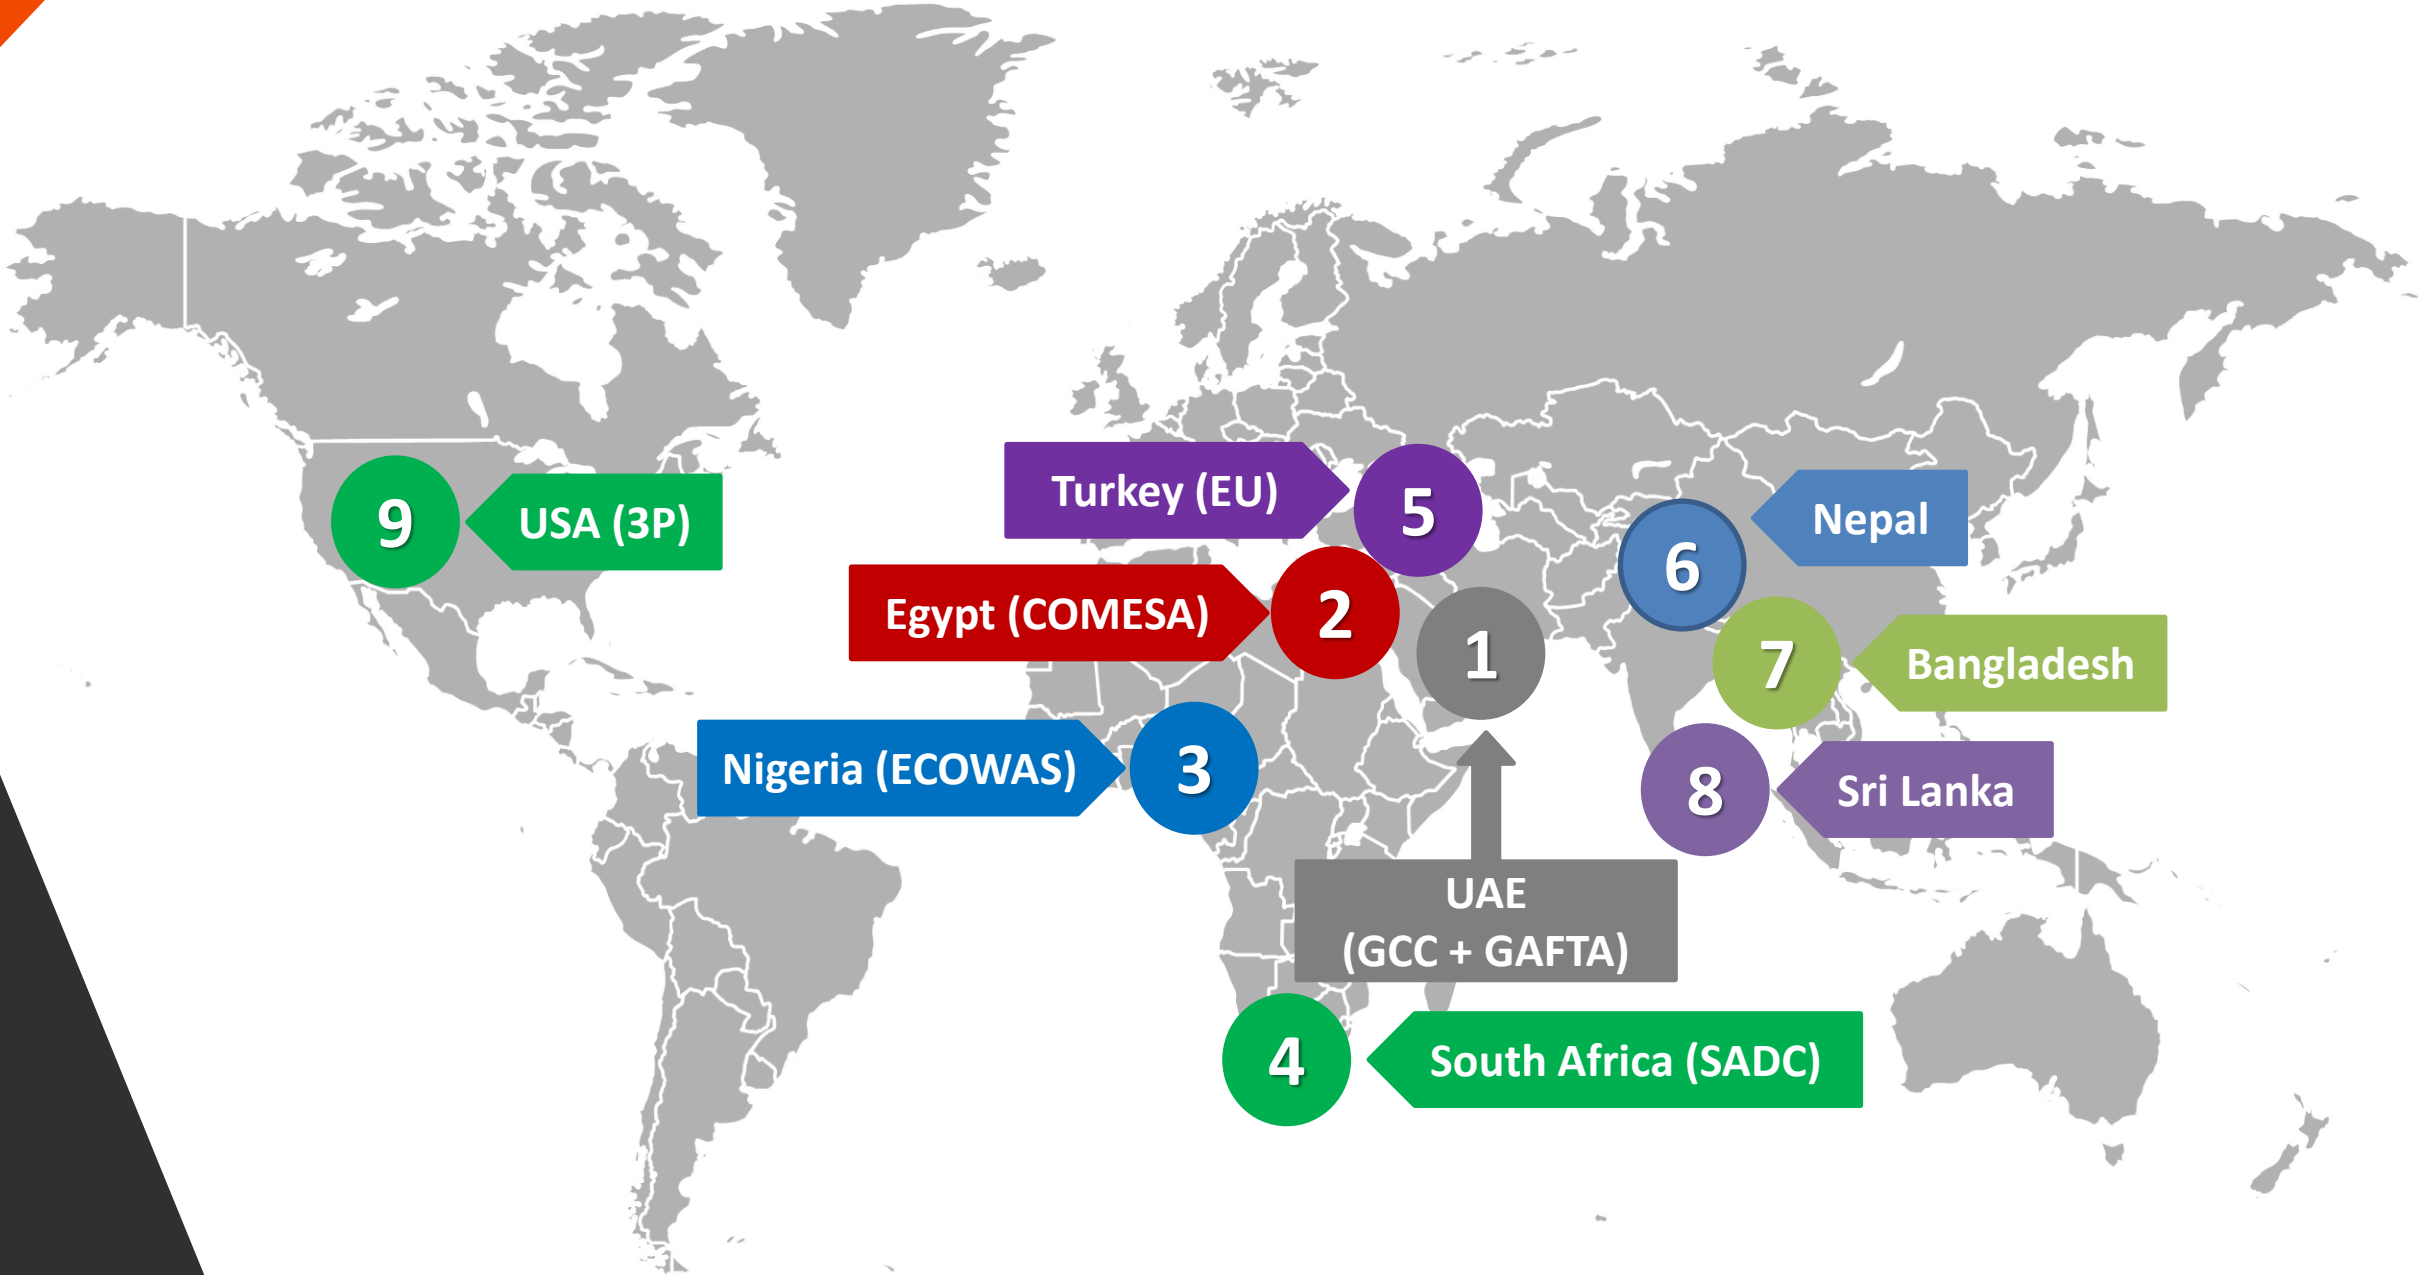 9
USA (3P)
Turkey (EU)
5
6
Nepal
Egypt (COMESA)
2
1
7
Bangladesh
Nigeria (ECOWAS)
3
8
Sri Lanka
UAE
(GCC + GAFTA)
4
South Africa (SADC)